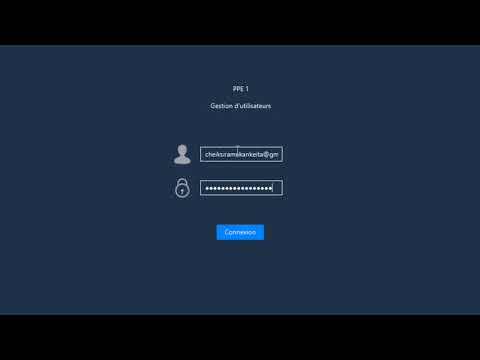 PPE 1
Gestion d'utilisateurs
cheiksiramakankeita@gm
•••••••••••••••••
Connexion